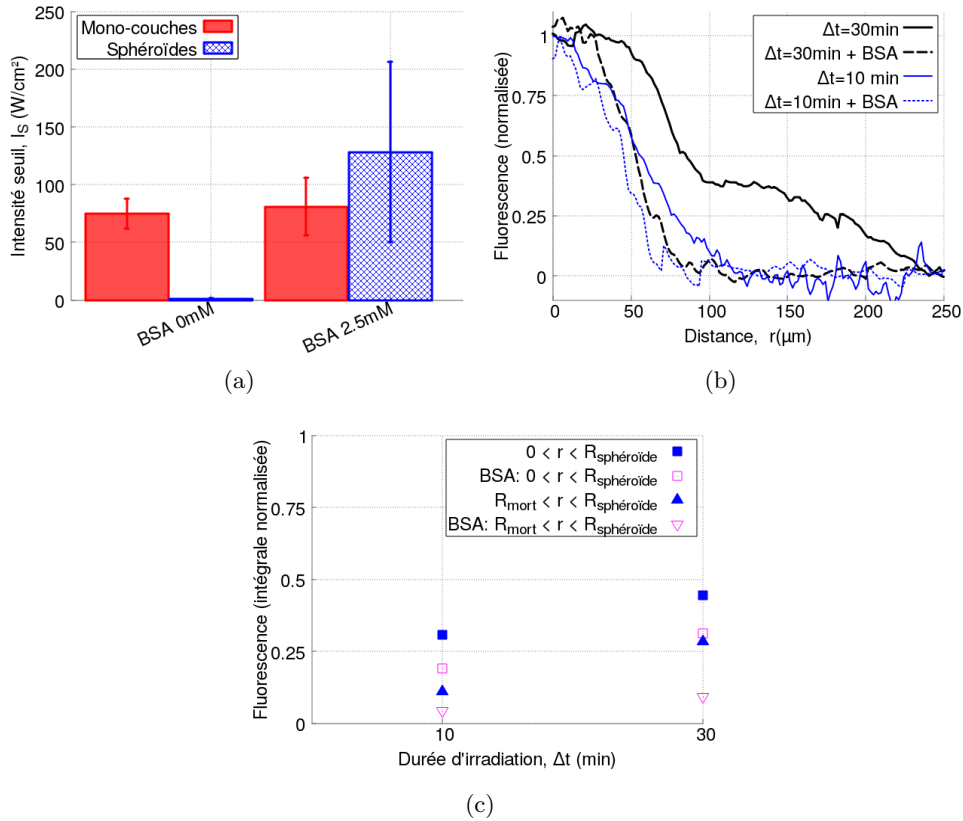 250
200
150
100
50
0
Intensité seuil, I_S (W/cm²)
Mono-couches
Sphéroïdes
BSA 0mM
BSA 2.5mM
(a)
1
0.75
0.5
0.25
0
Fluorescence (normalisée)
Δt=30min
Δt=30min + BSA
Δt=10 min
Δt=10min + BSA
0 50 100 150 200 250
Distance, r(µm)
(b)
1
0.75
0.5
0.25
0
Fluorescence (intégrale normalisée)
0 < r < R_sphéroïde
BSA: 0 < r < R_sphéroïde
R_mort < r < R_sphéroïde
BSA: R_mort < r < R_sphéroïde
10 30
Durée d'irradiation, Δt (min)
(c)